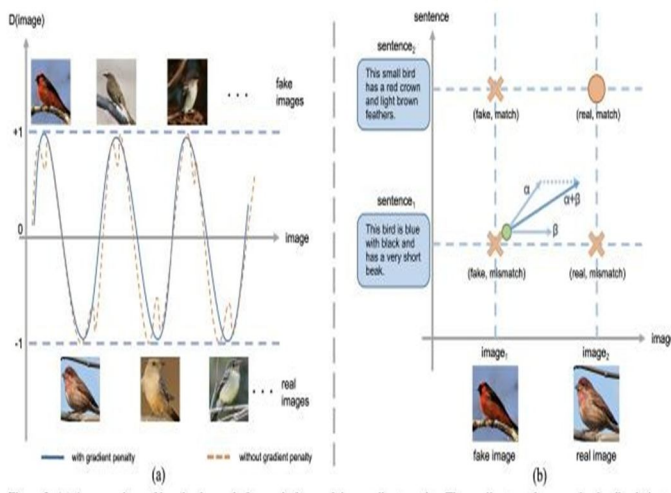 D(image)
fake
images
+1
0
image
-1
real
images
with gradient penalty
without gradient penalty
(a)
sentence
sentence2
This small bird
has a red crown
and light brown
feathers.
(fake, match)
(real, match)
sentence1
This bird is blue
with black and
has a very short
beak.
α
α+β
β
(fake, mismatch)
(real, mismatch)
image
image1
image2
fake image
real image
(b)